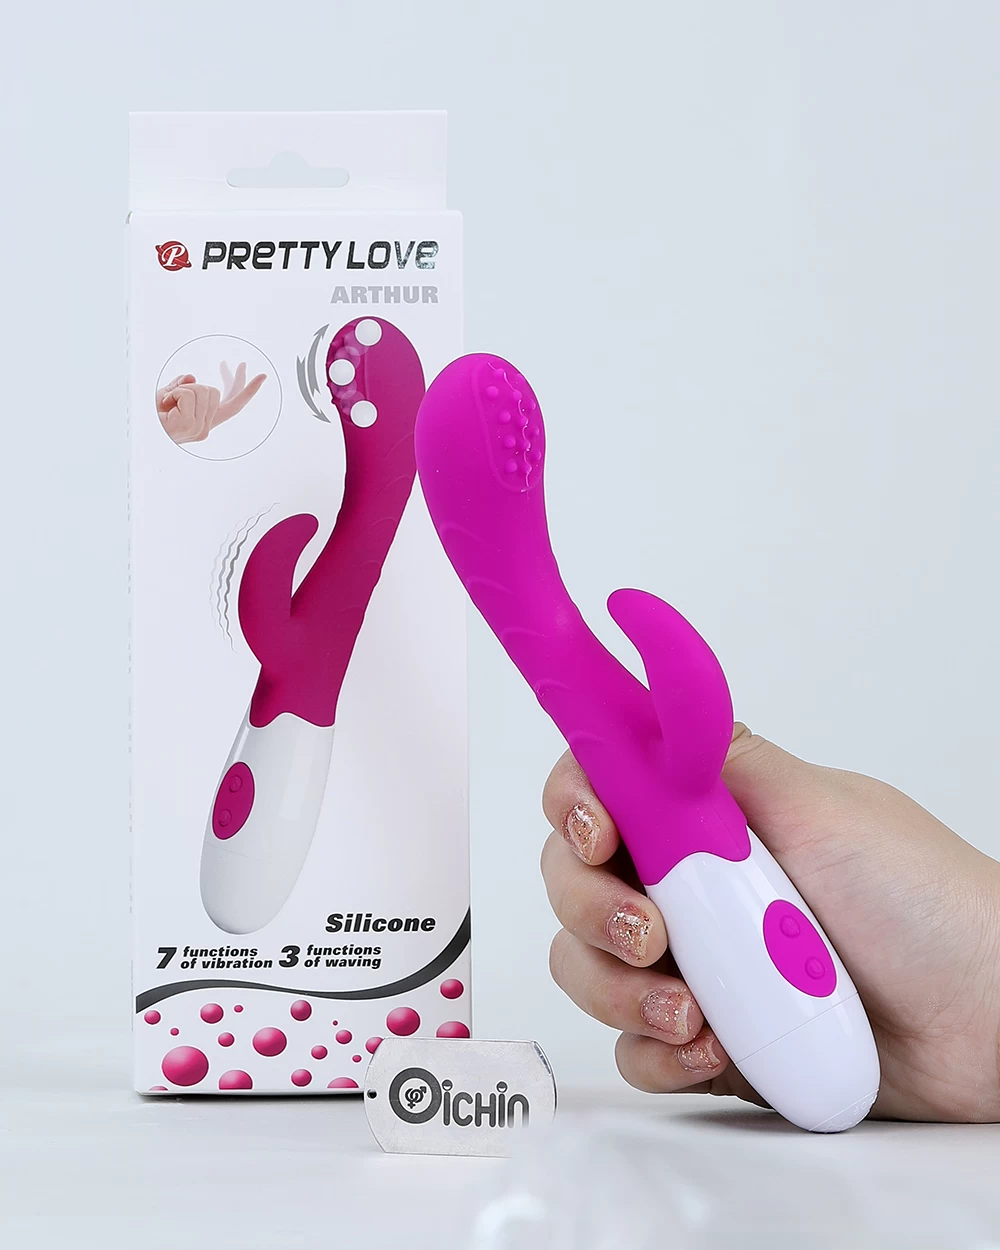 P PRETTY LOVE
ARTHUR
Silicone
7 functions of vibration 3 functions of waving
Oichin